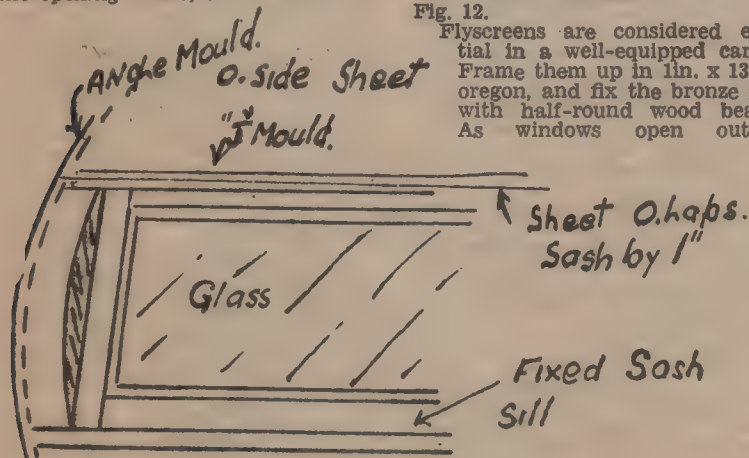 Fig. 12.
Flyscreens are considered e
tial in a well-equipped car
Frame them up in 1in. x 13
oregon, and fix the bronze
with half-round wood bea
As windows open out
Angle Mould.
O. side Sheet
Mould.
Sheet O. haps.
Sash by 1"
Glass
Fixed Sash
Sill